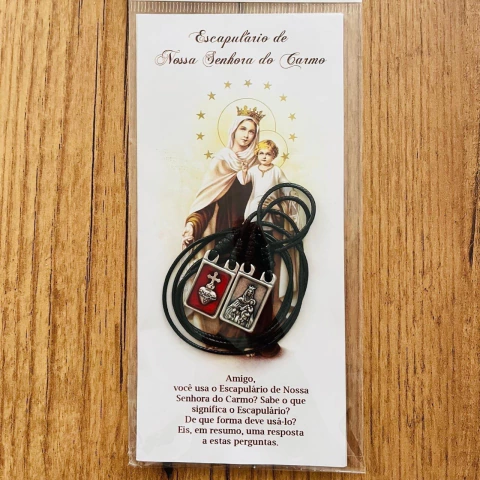 Escapulário de
Nossa Senhora do Carmo
Amigo,
você usa o Escapulário de Nossa
Senhora do Carmo? Sabe o que
significa o Escapulário?
De que forma deve usá-lo?
Eis, em resumo, uma resposta
a estas perguntas.